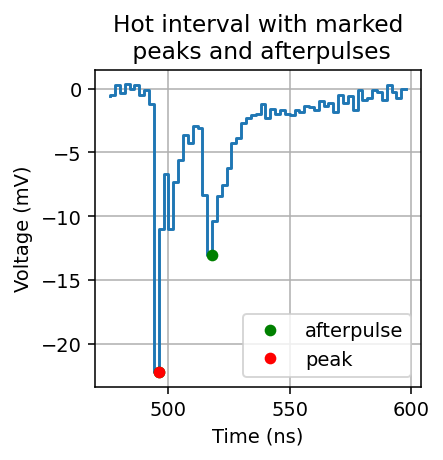 Hot interval with marked
peaks and afterpulses
Voltage (mV)
0
−5
−10
−15
−20
afterpulse
peak
500
550
600
Time (ns)